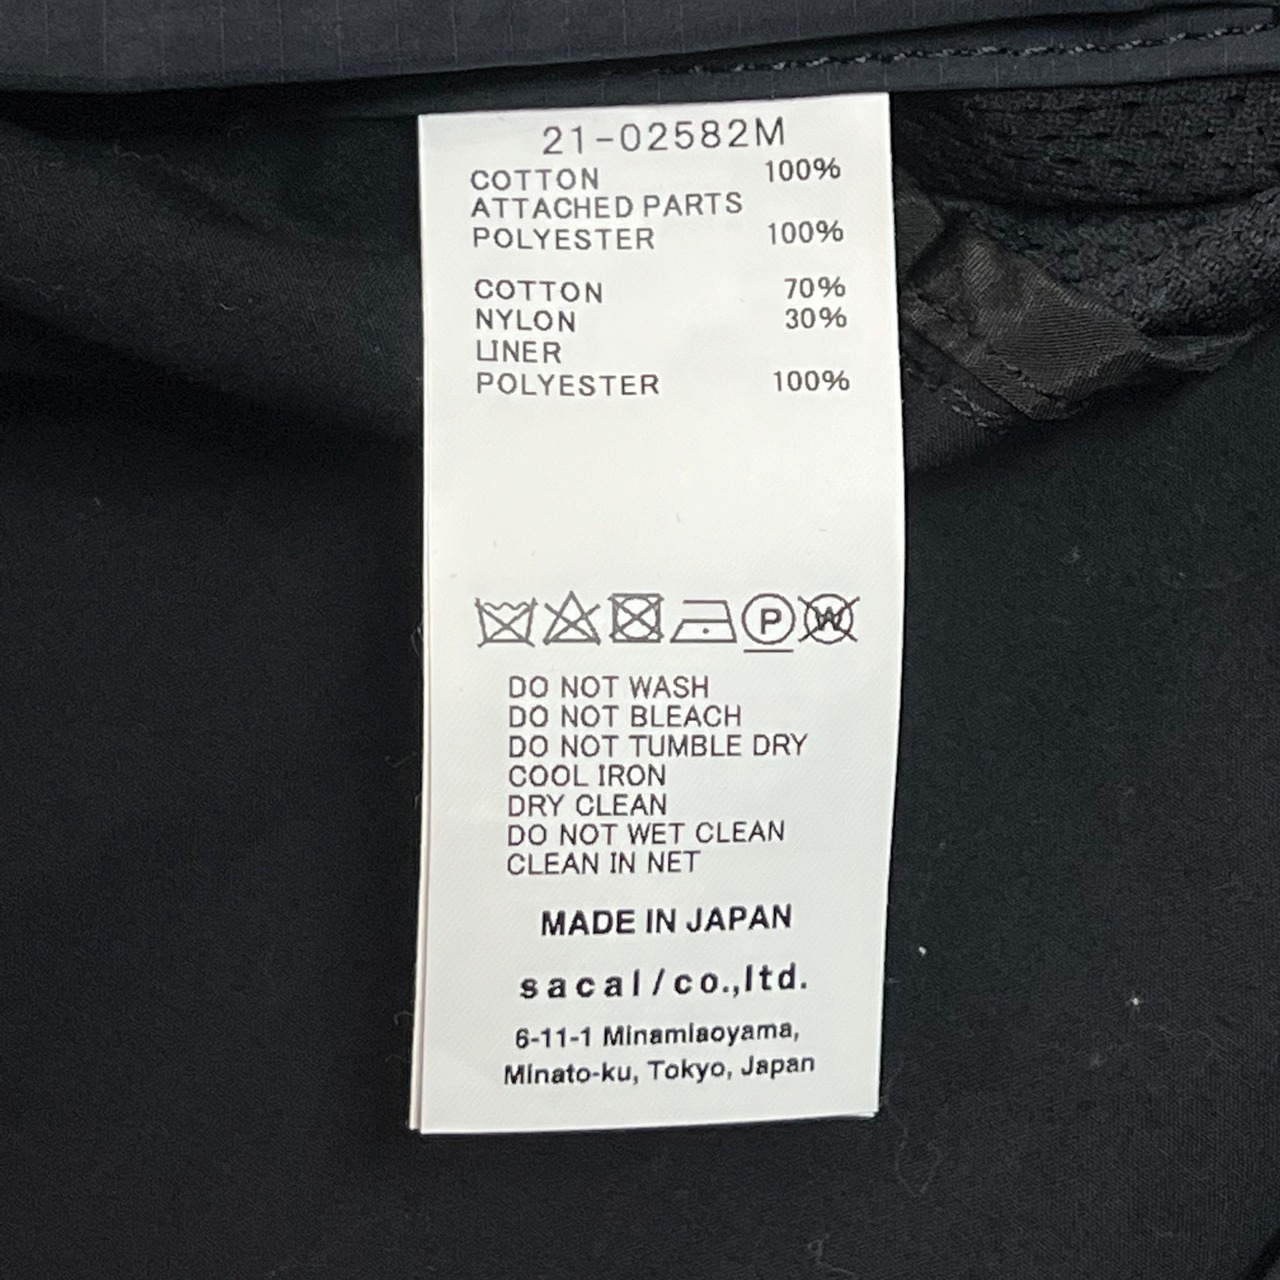 21-02582M
COTTON 100%
ATTACHED PARTS
POLYESTER 100%
COTTON 70%
NYLON 30%
LINER
POLYESTER 100%
P W
DO NOT WASH
DO NOT BLEACH
DO NOT TUMBLE DRY
COOL IRON
DRY CLEAN
DO NOT WET CLEAN
CLEAN IN NET
MADE IN JAPAN
sacaI/co.,ltd.
6-11-1 Minamiaoyama,
Minato-ku, Tokyo, Japan